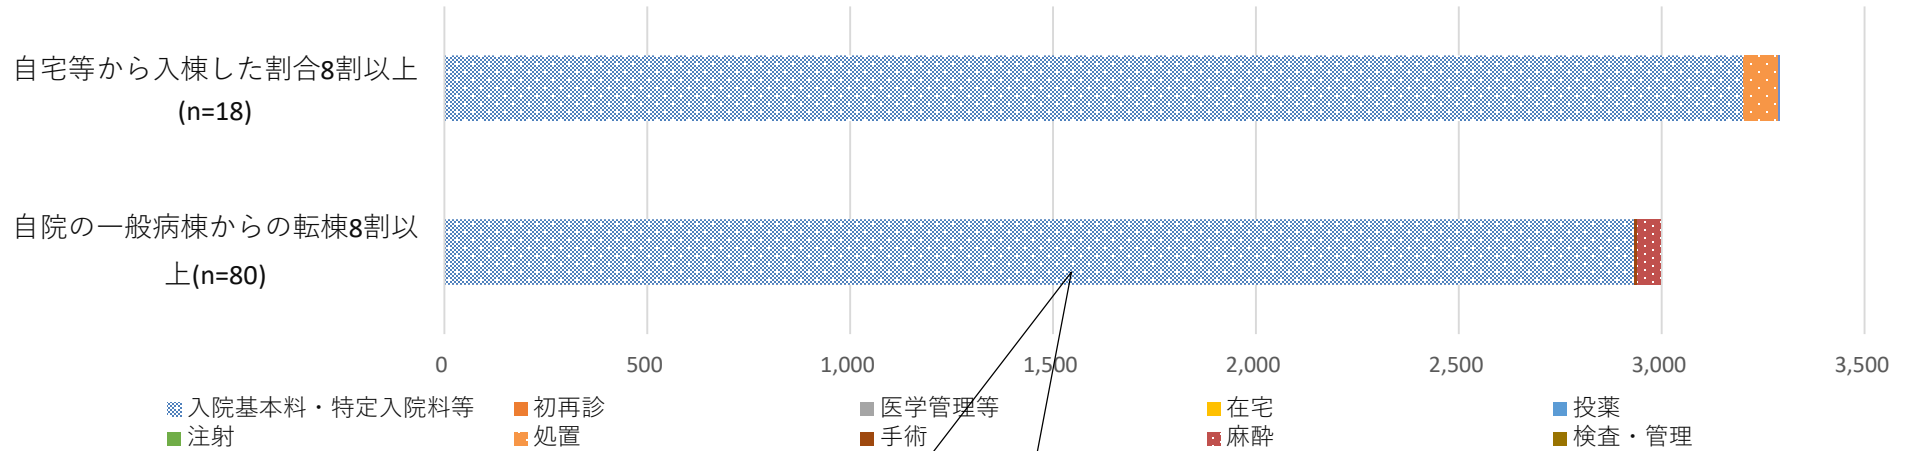 自宅等から入棟した割合8割以上
(n=18)
自院の一般病棟からの転棟8割以
上(n=80)
0 500 1,000 1,500 2,000 2,500 3,000 3,500
入院基本料・特定入院料等 初再診 医学管理等 在宅 投薬
注射 処置 手術 麻酔 検査・管理